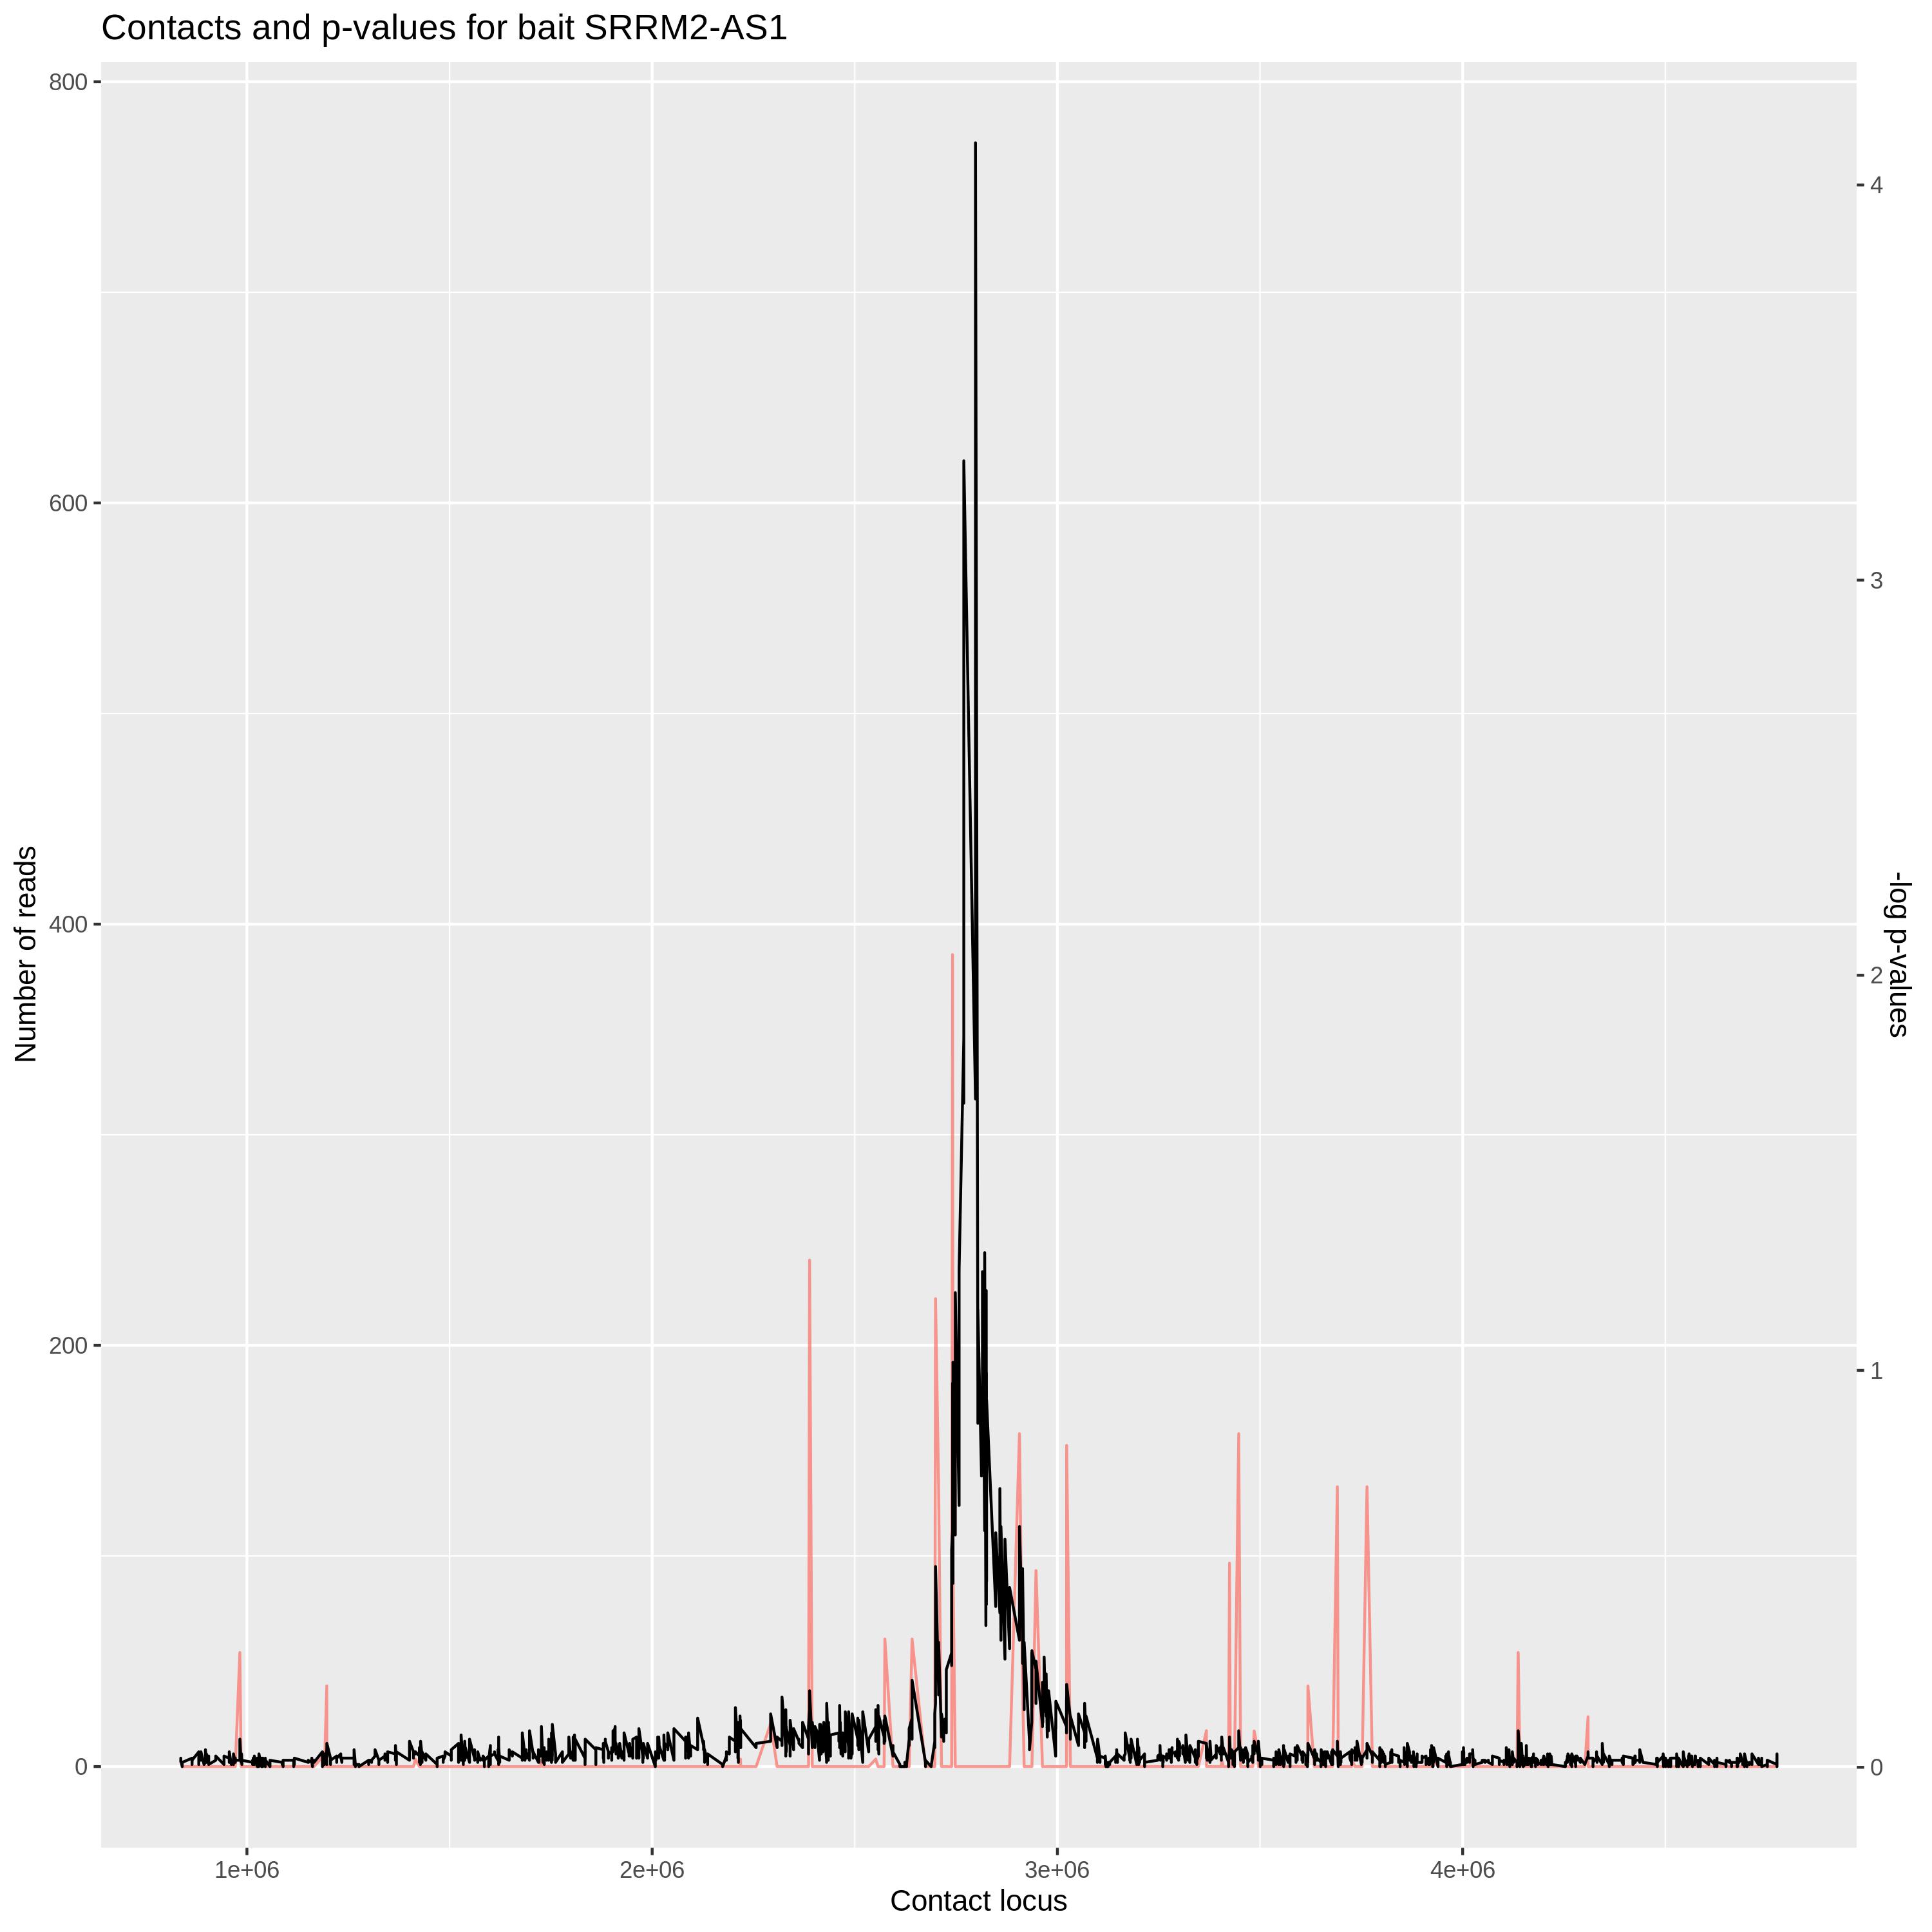 Contacts and p-values for bait SRRM2-AS1
800
600
400
200
0
Number of reads
4
3
2
1
0
-log p-values
1e+06
2e+06
3e+06
4e+06
Contact locus